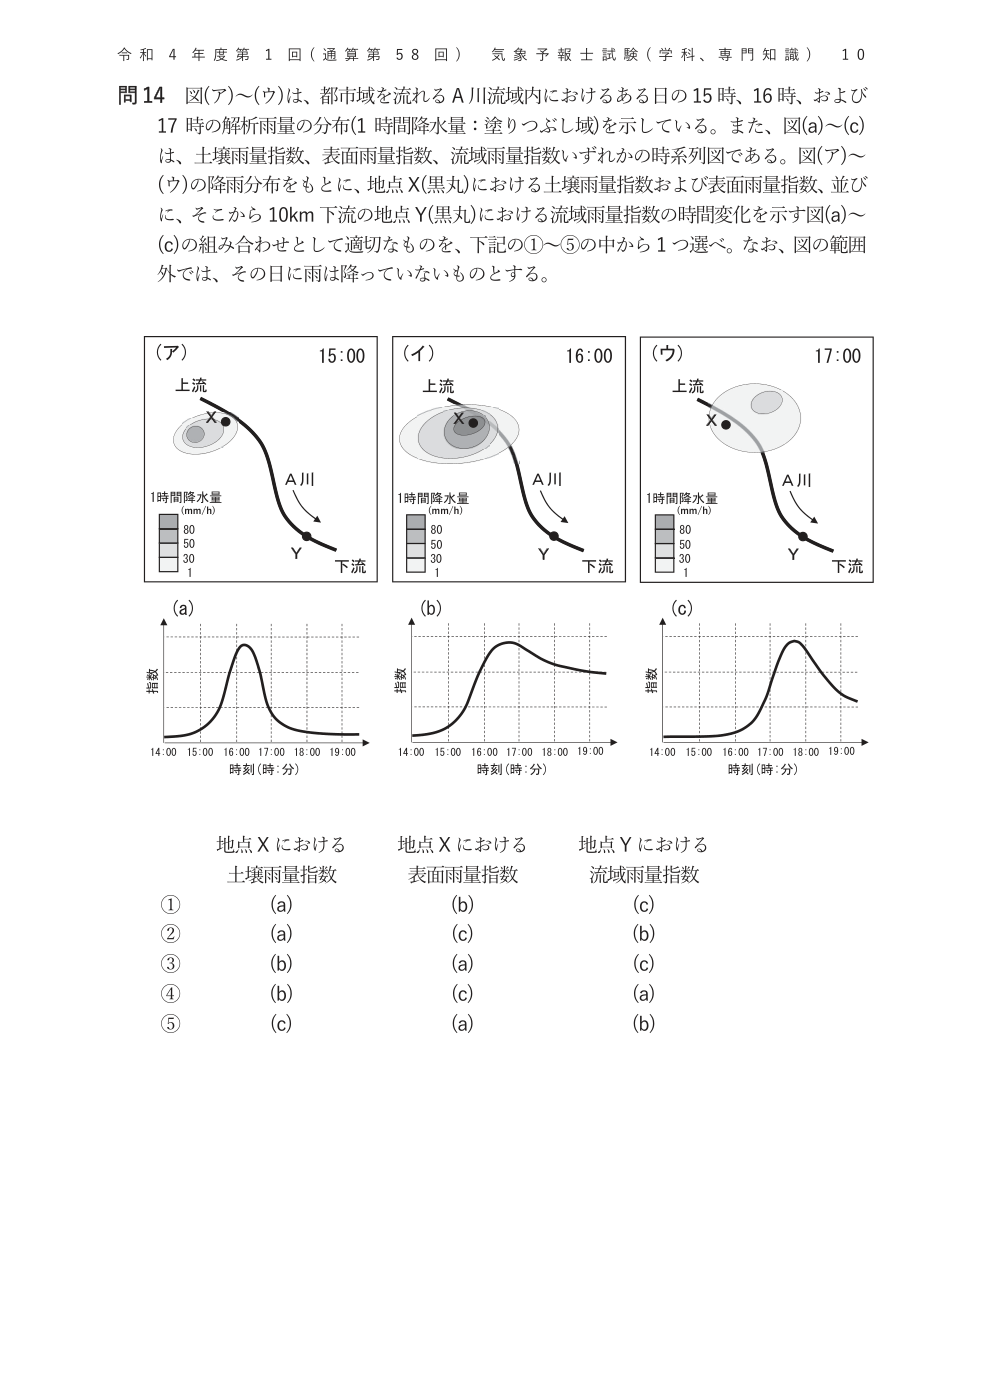 令和 4 年度第 1 回(通算第 58 回) 気象予報士試験(学科、専門知識) 10
問14 図(ア)~(ウ)は、都市域を流れる A 川流域内におけるある日の 15 時、16 時、および
17 時の解析雨量の分布(1 時間降水量：塗りつぶし域)を示している。また、図(a)~(c)
は、土壌雨量指数、表面雨量指数、流域雨量指数いずれかの時系列図である。図(ア)~
(ウ)の降雨分布をもとに、地点 X(黒丸)における土壌雨量指数および表面雨量指数、並び
に、そこから 10km 下流の地点 Y(黒丸)における流域雨量指数の時間変化を示す図(a)~
(c)の組み合わせとして適切なものを、下記の①~⑤の中から 1 つ選べ。なお、図の範囲
外では、その日に雨は降っていないものとする。
(ア) 15:00
上流
X
A川
1時間降水量
(mm/h)
80
50
30
1
Y
下流
(イ) 16:00
上流
X
A川
1時間降水量
(mm/h)
80
50
30
1
Y
下流
(ウ) 17:00
上流
X
A川
1時間降水量
(mm/h)
80
50
30
1
Y
下流
(a)
指数
14:00 15:00 16:00 17:00 18:00 19:00
時刻(時:分)
(b)
指数
14:00 15:00 16:00 17:00 18:00 19:00
時刻(時:分)
(c)
指数
14:00 15:00 16:00 17:00 18:00 19:00
時刻(時:分)
地点 X における 地点 X における 地点 Y における
土壌雨量指数 表面雨量指数 流域雨量指数
① (a) (b) (c)
② (a) (c) (b)
③ (b) (a) (c)
④ (b) (c) (a)
⑤ (c) (a) (b)